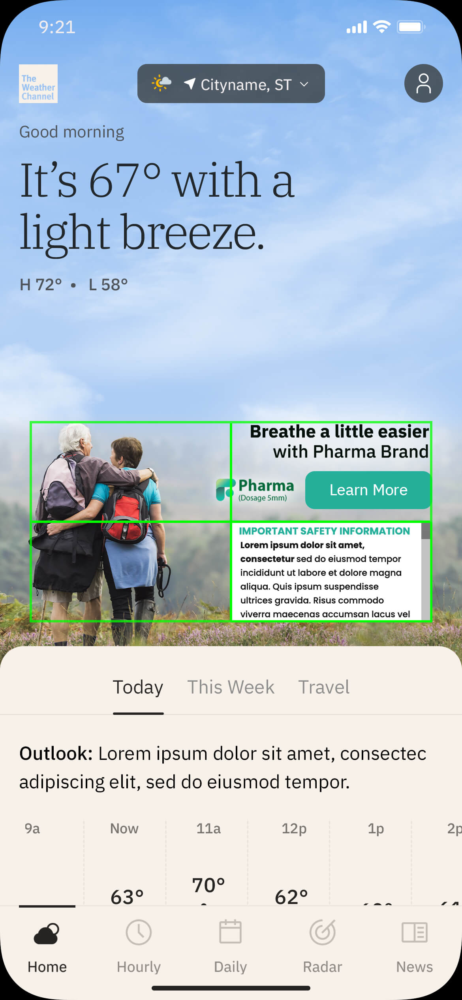 9:21
The
Weather
Channel
Cityname, ST
Good morning
It’s 67° with a
light breeze.
H 72° • L 58°
Breathe a little easier
with Pharma Brand
Pharma
(Dosage 5mm)
Learn More
IMPORTANT SAFETY INFORMATION
Lorem ipsum dolor sit amet,
consectetur sed do eiusmod tempor
incididunt ut labore et dolore magna
aliqua. Quis ipsum suspendisse
ultrices gravida. Risus commodo
viverra maecenas accumsan lacus vel
Today This Week Travel
Outlook: Lorem ipsum dolor sit amet, consectec
adipiscing elit, sed do eiusmod tempor.
9a Now 11a 12p 1p 2p
70°
63° 62°
Home Hourly Daily Radar News